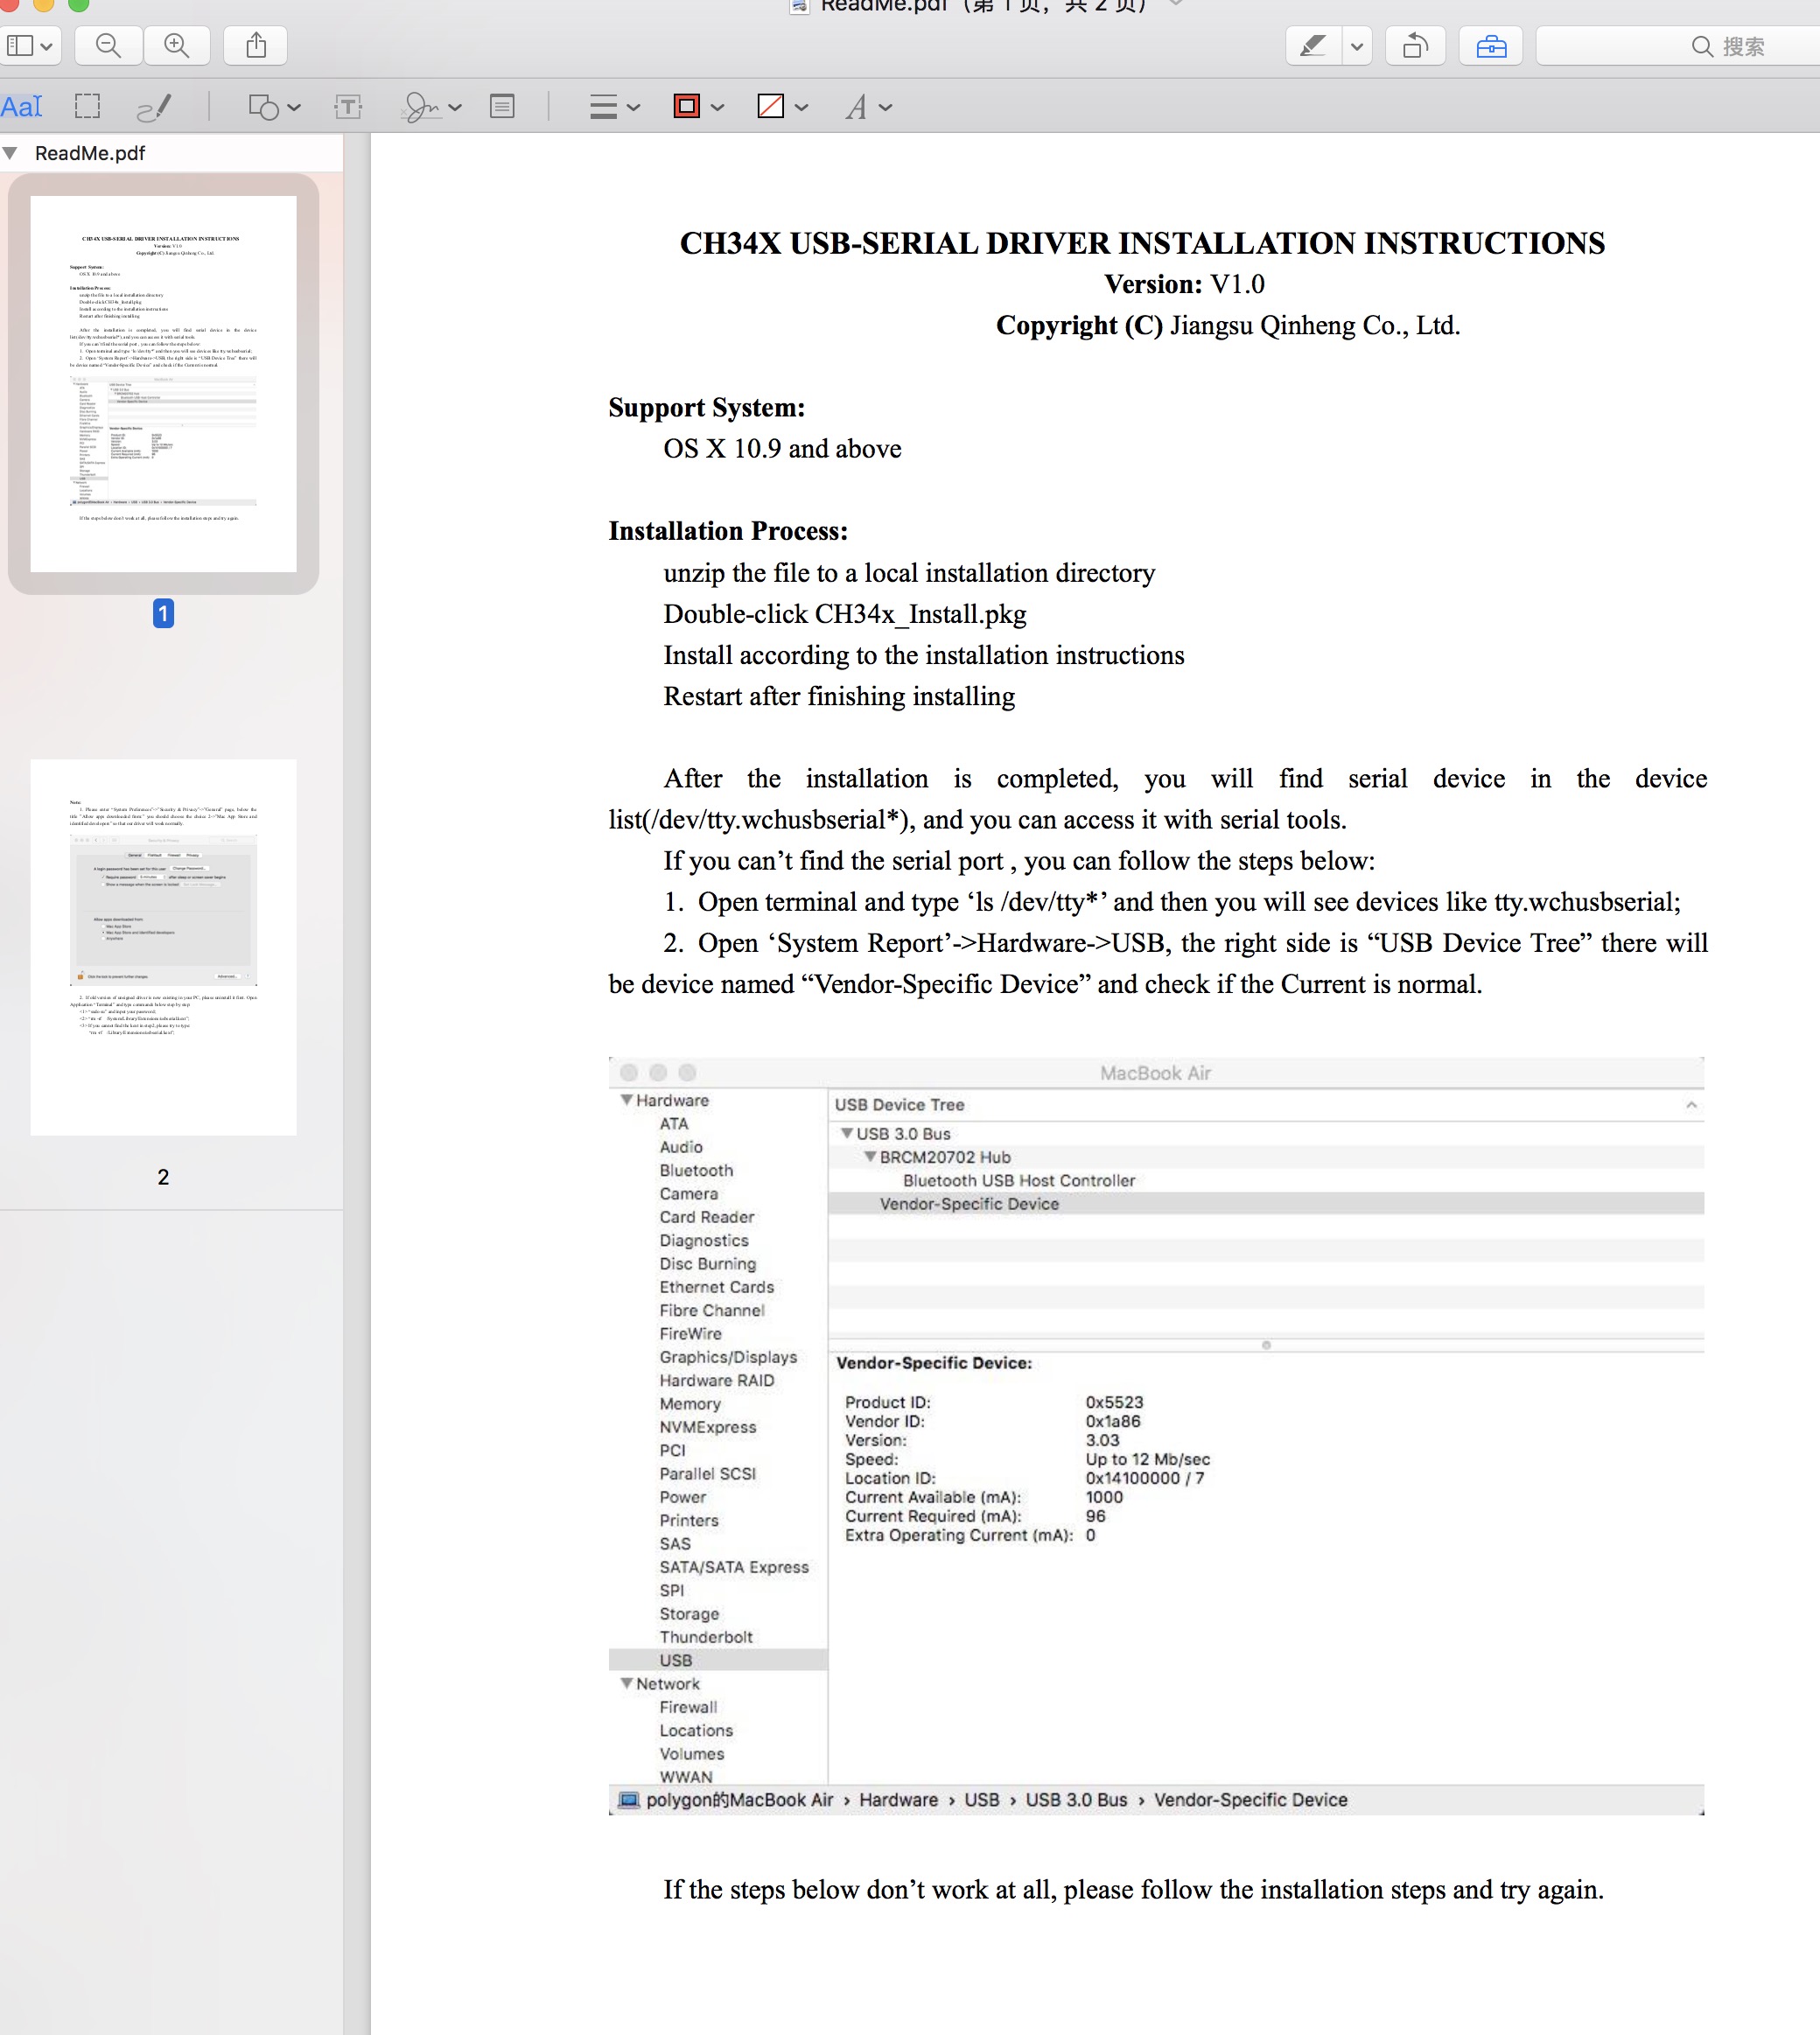 ReadMe.pdf（第 1 页，共 2 页）
搜索
ReadMe.pdf
CH34X USB-SERIAL DRIVER INSTALLATION INSTRUCTIONS
Version: V1.0
Copyright (C) Jiangsu Qinheng Co., Ltd.
Support System:
OS X 10.9 and above
Installation Process:
unzip the file to a local installation directory
Double-click CH34x_Install.pkg
Install according to the installation instructions
Restart after finishing installing
After the installation is completed, you will find serial device in the device
list(/dev/tty.wchusbserial*), and you can access it with serial tools.
If you can’t find the serial port , you can follow the steps below:
1. Open terminal and type ‘ls /dev/tty*’ and then you will see devices like tty.wchusbserial;
2. Open ‘System Report’->Hardware->USB, the right side is “USB Device Tree” there will
be device named “Vendor-Specific Device” and check if the Current is normal.
MacBook Air
Hardware
ATA
Audio
Bluetooth
Camera
Card Reader
Diagnostics
Disc Burning
Ethernet Cards
Fibre Channel
FireWire
Graphics/Displays
Hardware RAID
Memory
NVMExpress
PCI
Parallel SCSI
Power
Printers
SAS
SATA/SATA Express
SPI
Storage
Thunderbolt
USB
Network
Firewall
Locations
Volumes
WWAN
USB Device Tree
USB 3.0 Bus
BRCM20702 Hub
Bluetooth USB Host Controller
Vendor-Specific Device
Vendor-Specific Device:
Product ID: 0x5523
Vendor ID: 0x1a86
Version: 3.03
Speed: Up to 12 Mb/sec
Location ID: 0x14100000 / 7
Current Available (mA): 1000
Current Required (mA): 96
Extra Operating Current (mA): 0
polygon的MacBook Air › Hardware › USB › USB 3.0 Bus › Vendor-Specific Device
If the steps below don’t work at all, please follow the installation steps and try again.
1
2